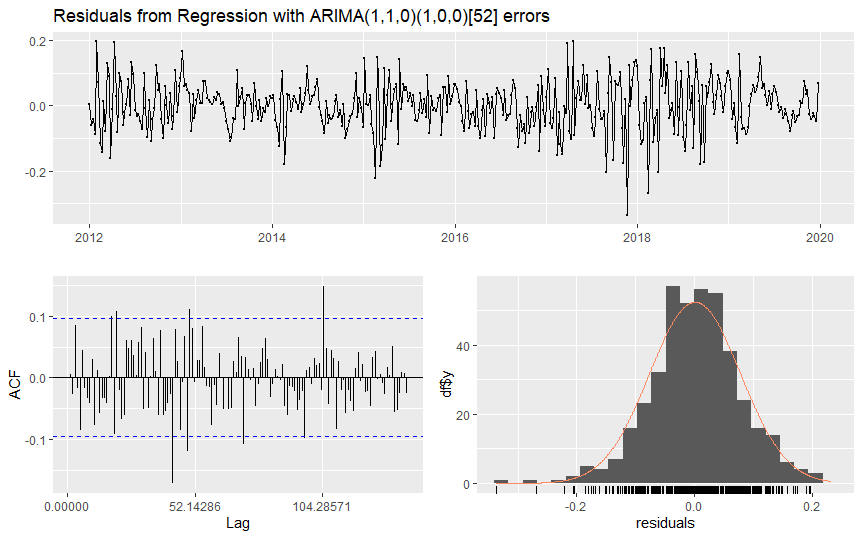 Residuals from Regression with ARIMA(1,1,0)(1,0,0)[52] errors
0.2
0.0
-0.2
2012 2014 2016 2018 2020
ACF
0.1
0.0
-0.1
0.00000 52.14286 104.28571
Lag
df$y
40
20
0
-0.2 0.0 0.2
residuals